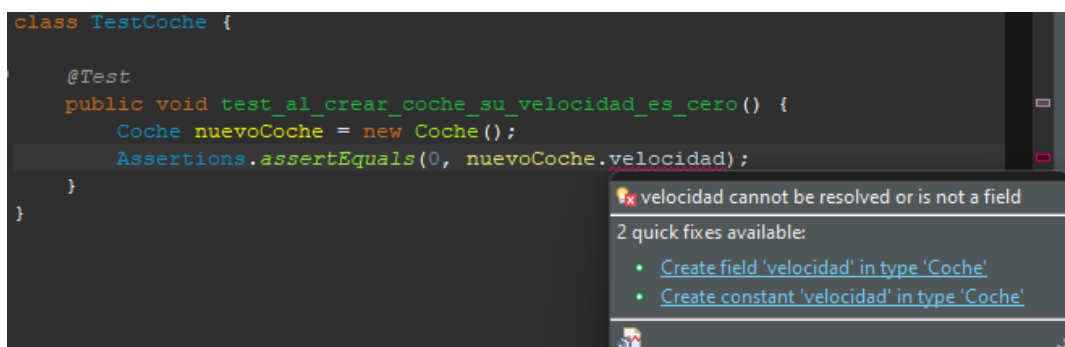 class TestCoche {
@Test
public void test_al_crear_coche_su_velocidad_es_cero() {
Coche nuevoCoche = new Coche();
Assertions.assertEquals(0, nuevoCoche.velocidad);
}
}
velocidad cannot be resolved or is not a field
2 quick fixes available:
Create field 'velocidad' in type 'Coche'
Create constant 'velocidad' in type 'Coche'